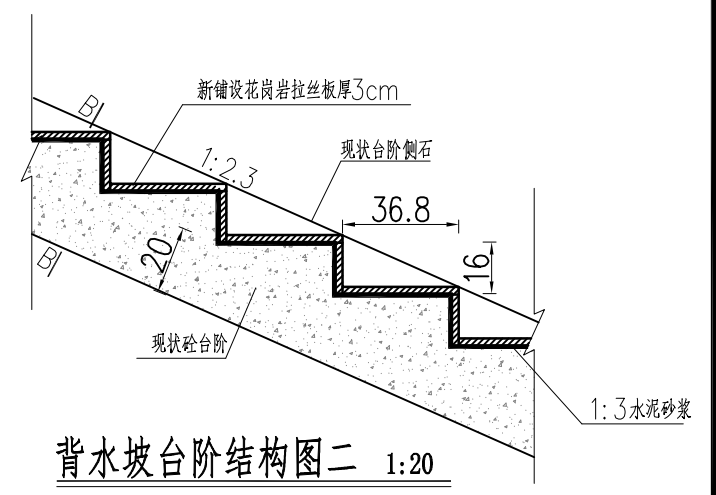 新铺设花岗岩拉丝板厚3cm
B
1:2.3
现状台阶侧石
36.8
16
20
B
现状砼台阶
1:3水泥砂浆
背水坡台阶结构图二 1:20